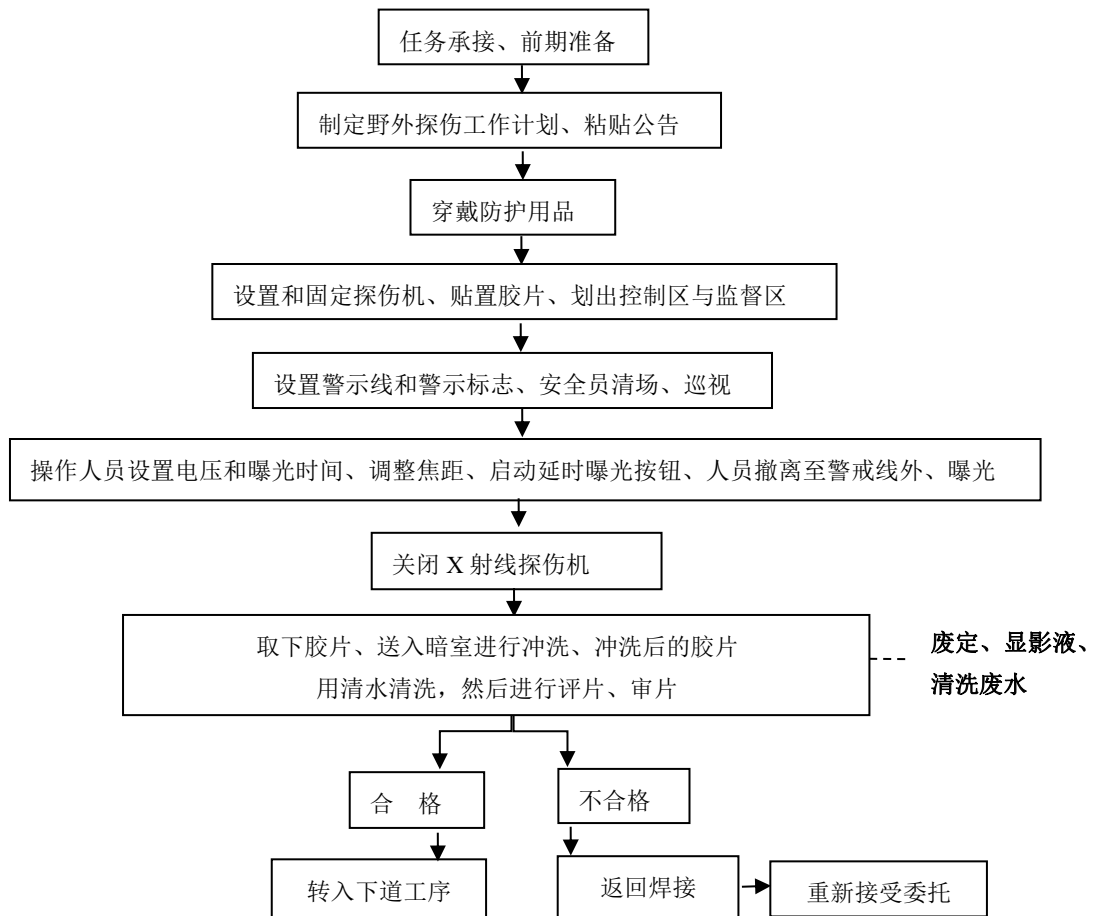 任务承接、前期准备
制定野外探伤工作计划、粘贴公告
穿戴防护用品
设置和固定探伤机、贴置胶片、划出控制区与监督区
设置警示线和警示标志、安全员清场、巡视
操作人员设置电压和曝光时间、调整焦距、启动延时曝光按钮、人员撤离至警戒线外、曝光
关闭 X 射线探伤机
取下胶片、送入暗室进行冲洗、冲洗后的胶片
用清水清洗，然后进行评片、审片
废定、显影液、
清洗废水
合 格
不合格
转入下道工序
返回焊接
重新接受委托